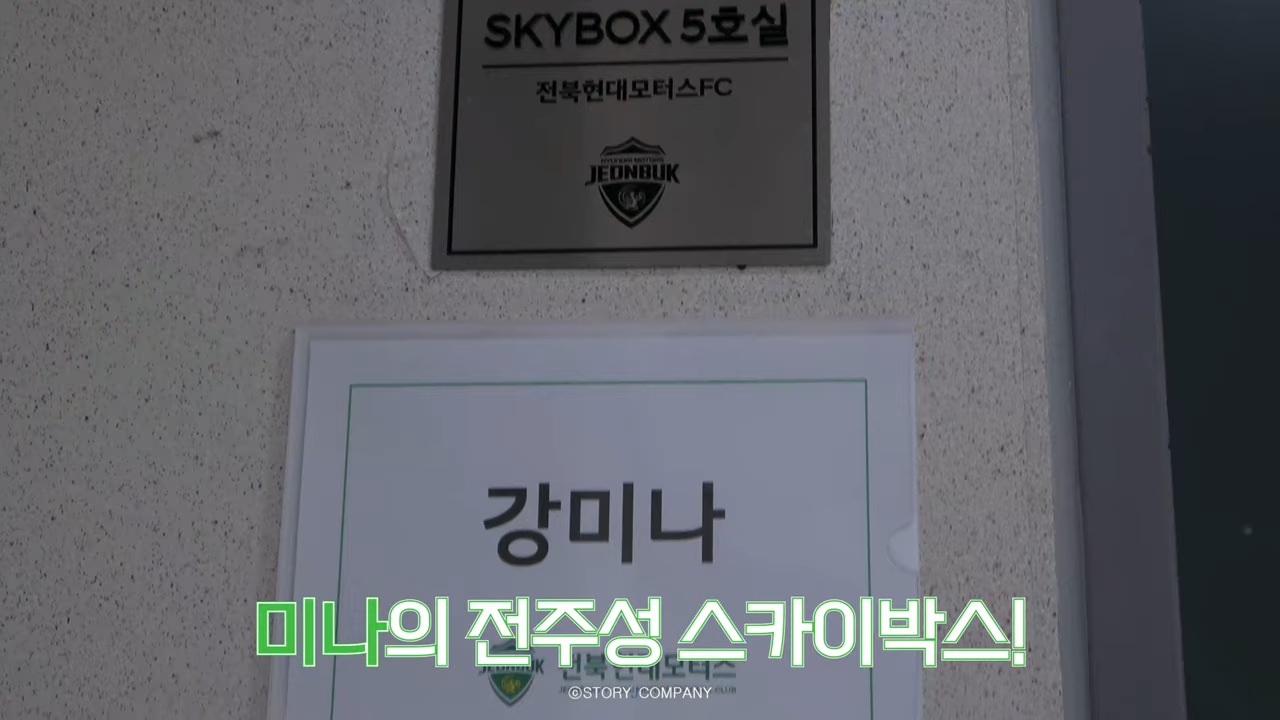 SKYBOX 5호실
전북현대모터스FC
HYUNDAI MOTORS
JEONBUK
강미나
미나의 전주성 스카이박스!
JEONBUK 전북현대모터스
©STORY COMPANY